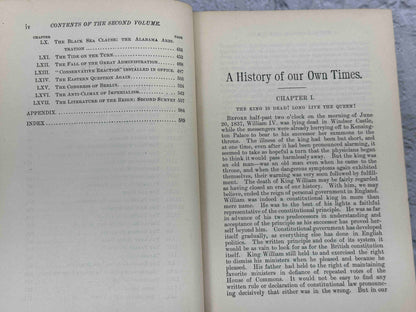 iv CONTENTS OF THE SECOND VOLUME.
CHAPTER PAGE
LX. THE BLACK SEA CLAUSE; THE ALABAMA ARBI-
TRATION
LXI. THE TIDE ON THE TURN
LXII. THE FALL OF THE GREAT ADMINISTRATION
LXIII. "CONSERVATIVE REACTION" INSTALLED IN OFFICE
LXIV. THE EASTERN QUESTION AGAIN
LXV. THE CONGRESS OF BERLIN
LXVI. THE ANTI-CLIMAX OF IMPERIALISM
LXVII. THE LITERATURE OF THE REIGN: SECOND SURVEY
APPENDIX
INDEX
A History of our Own Times.
CHAPTER I.
THE KING IS DEAD! LONG LIVE THE QUEEN!
BEFORE half-past two o'clock on the morning of June
20, 1837, William IV. was lying dead in Windsor Castle,
while the messengers were already hurrying off to Kensing-
ton Palace to bear to his successor her summons to the
throne. The illness of the king had been but short, and
at one time, even after it had been pronounced alarming, it
seemed to take so hopeful a turn that the physicians began
to think it would pass harmlessly away. But the king was
an old man—was an old man even when he came to the
throne, and when the dangerous symptoms again exhibited
themselves, their warning was very soon followed by fulfill-
ment. The death of King William may be fairly regarded
as having closed an era of our history. With him, we may
believe, ended the reign of personal government in England.
William was indeed a constitutional king in more than mere
name. He was to the best of his lights a faithful
representative of the constitutional principle. He was as far
in advance of his two predecessors in understanding and
acceptance of the principle as his successor has proved her-
self beyond him. Constitutional government has developed
itself gradually, as everything else has done in English
politics. The written principle and code of its system it
would be as vain to look for as for the British constitution
itself. King William still held to and exercised the right
to dismiss his ministers when he pleased and because he
pleased. His father had held to the right of maintaining
favorite ministers in defiance of repeated votes of the
House of Commons. It would not be easy to find any
written rule or declaration of constitutional law pronounc-
ing decisively that either was in the wrong. But in our